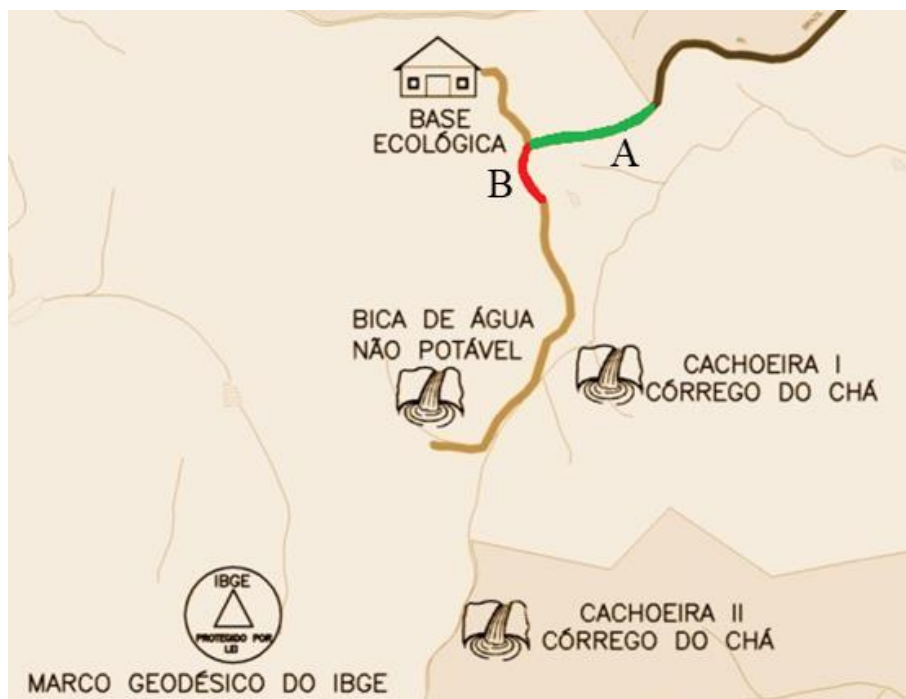 BASE
ECOLÓGICA
A
B
BICA DE ÁGUA
NÃO POTÁVEL
CACHOEIRA I
CÓRREGO DO CHÁ
IBGE
PROTEGIDO POR
LEI
CACHOEIRA II
CÓRREGO DO CHÁ
MARCO GEODÉSICO DO IBGE